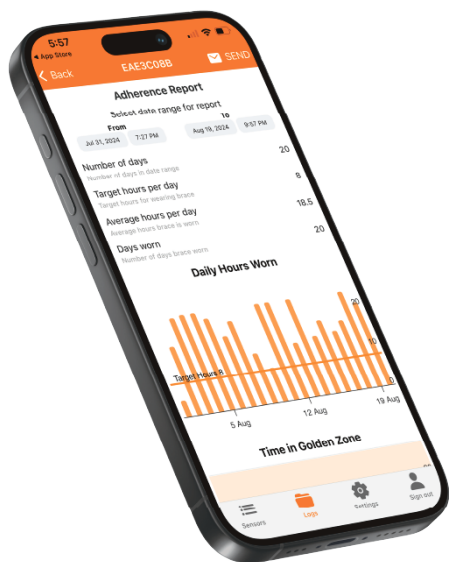 5:57
App Store
Back EAE3C08B SEND
Adherence Report
Select date range for report
From To
Jul 31, 2024 7:27 PM Aug 19, 2024 9:57 PM
Number of days 20
Number of days in date range
Target hours per day 8
Target hours for wearing brace
Average hours per day 18.5
Average hours brace is worn
Days worn 20
Number of days brace worn
Daily Hours Worn
20
Target Hours 8 10
0
5 Aug 12 Aug 19 Aug
Time in Golden Zone
Sensors Logs Settings Sign out